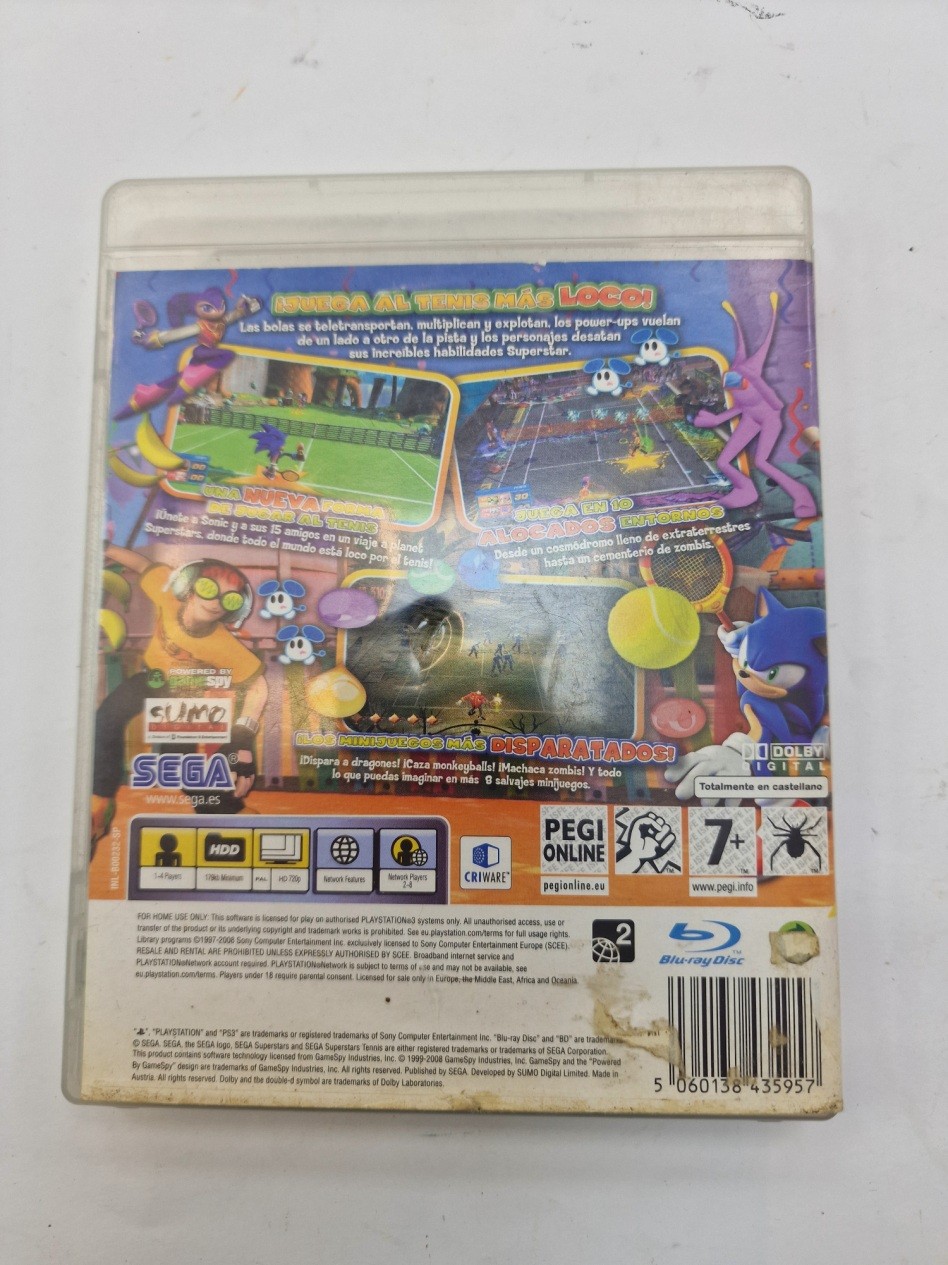 ¡JUEGA AL TENIS MÁS LOCO!
Las bolas se teletransportan, multiplican y explotan, los power-ups vuelan
de un lado a otro de la pista y los personajes desatan
sus increíbles habilidades Superstar.
UNA NUEVA FORMA
DE JUGAR AL TENIS
¡Únete a Sonic y a sus 15 amigos en un viaje a planet
Superstars, donde todo el mundo está loco por el tenis!
JUEGA EN 10
ALOCADOS ENTORNOS
Desde un cosmódromo lleno de extraterrestres
hasta un cementerio de zombis.
POWERED BY
gameSpy
SUMO
SEGA®
www.sega.es
¡LOS MINIJUEGOS MÁS DISPARATADOS!
¡Dispara a dragones! ¡Caza monkeyballs! ¡Machaca zombis! Y todo
lo que puedas imaginar en más 8 salvajes minijuegos.
DOLBY
DIGITAL
Totalmente en castellano
HDD
1-4 Players
176kb Minimum
PAL
HD 720p
Network Features
Network Players
2-8
CRIWARE™
PEGI
ONLINE
pegionline.eu
7+
www.pegi.info
FOR HOME USE ONLY: This software is licensed for play on authorised PLAYSTATION®3 systems only. All unauthorised access, use or
transfer of the product or its underlying copyright and trademark works is prohibited. See eu.playstation.com/terms for full usage rights.
Library programs ©1997-2008 Sony Computer Entertainment Inc. exclusively licensed to Sony Computer Entertainment Europe (SCEE).
RESALE AND RENTAL ARE PROHIBITED UNLESS EXPRESSLY AUTHORISED BY SCEE. Broadband internet service and
PLAYSTATION®Network account required. PLAYSTATION®Network is subject to terms of use and may not be available, see
eu.playstation.com/terms. Players under 18 require parental consent. Licensed for sale only in Europe, the Middle East, Africa and Oceania.
2
Blu-ray Disc™
", "PLAYSTATION" and "PS3" are trademarks or registered trademarks of Sony Computer Entertainment Inc. "Blu-ray Disc" and "BD" are
© SEGA. SEGA, the SEGA logo, SEGA Superstars and SEGA Superstars Tennis are either registered trademarks or trademarks of SEGA Corporation.
This product contains software technology licensed from GameSpy Industries, Inc. © 1999-2008 GameSpy Industries, Inc. GameSpy and the "Powered
By GameSpy" design are trademarks of GameSpy Industries, Inc. All rights reserved. Published by SEGA. Developed by SUMO Digital Limited. Made in
Austria. All rights reserved. Dolby and the double-d symbol are trademarks of Dolby Laboratories.
5 060138 435957